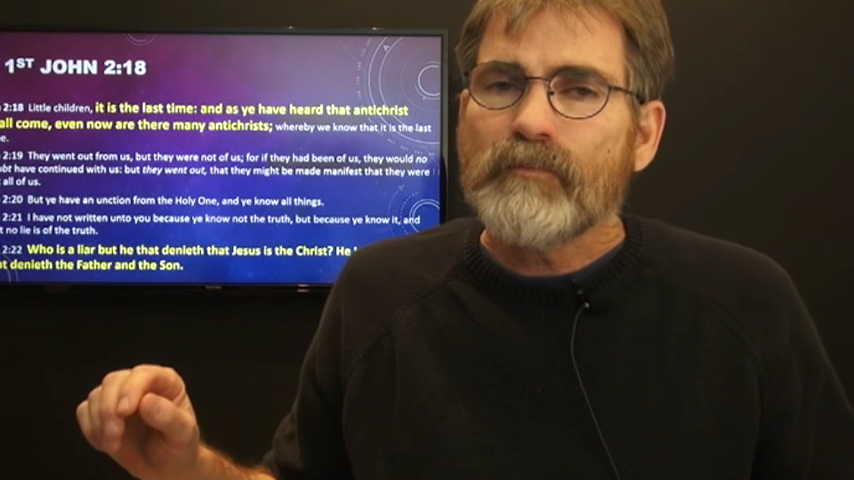 1ST JOHN 2:18
2:18 Little children, it is the last time: and as ye have heard that antichrist
all come, even now are there many antichrists; whereby we know that it is the last
e.
2:19 They went out from us, but they were not of us; for if they had been of us, they would no
ubt have continued with us: but they went out, that they might be made manifest that they were
t all of us.
2:20 But ye have an unction from the Holy One, and ye know all things.
2:21 I have not written unto you because ye know not the truth, but because ye know it, and
t no lie is of the truth.
2:22 Who is a liar but he that denieth that Jesus is the Christ? He
at denieth the Father and the Son.